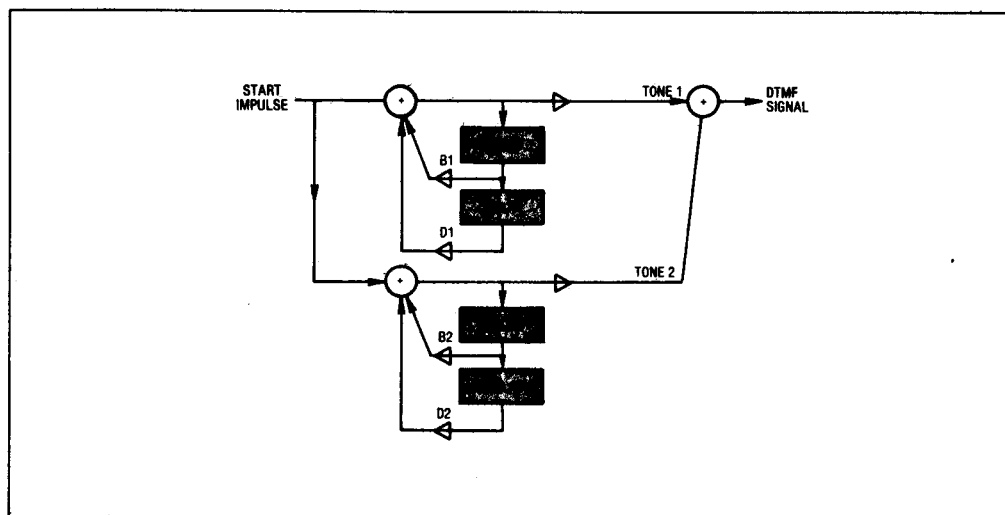 START
IMPULSE
+
TONE 1
+
DTMF
SIGNAL
B1
D1
+
TONE 2
B2
D2